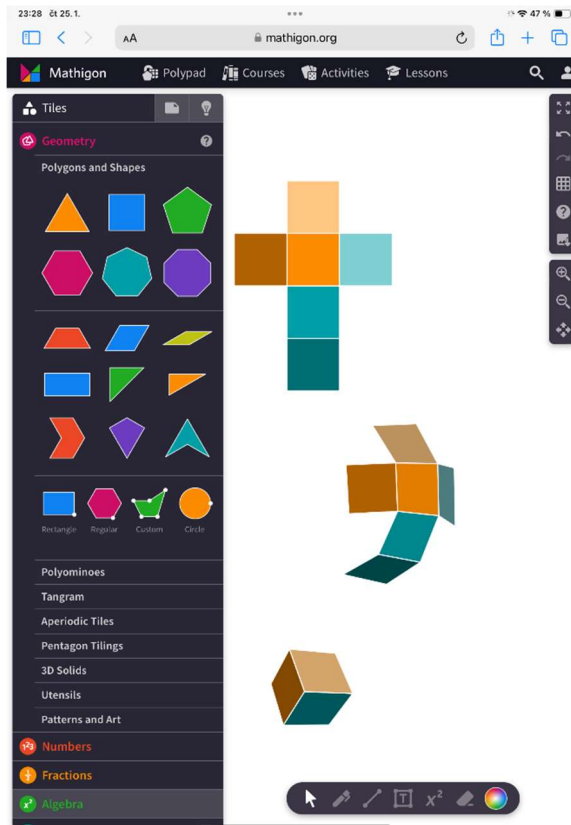 23:28 čt 25. 1.
47 %
AA
mathigon.org
Mathigon
Polypad
Courses
Activities
Lessons
Tiles
Geometry
Polygons and Shapes
Rectangle
Regular
Custom
Circle
Polyominoes
Tangram
Aperiodic Tiles
Pentagon Tilings
3D Solids
Utensils
Patterns and Art
123 Numbers
Fractions
x² Algebra
T
x²